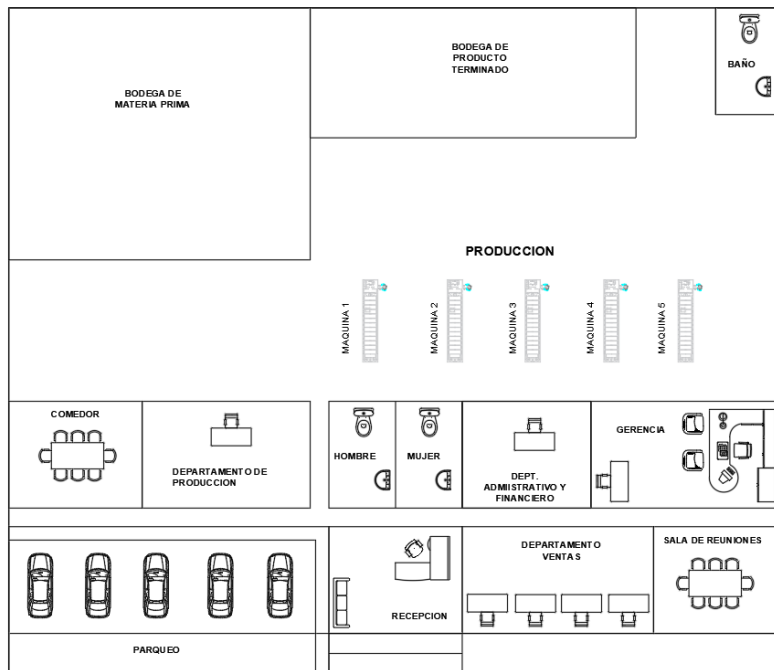 BODEGA DE
MATERIA PRIMA
BODEGA DE
PRODUCTO
TERMINADO
BAÑO
PRODUCCION
MAQUINA 1
MAQUINA 2
MAQUINA 3
MAQUINA 4
MAQUINA 5
COMEDOR
DEPARTAMENTO DE
PRODUCCION
HOMBRE
MUJER
DEPT.
ADMIISTRATIVO Y
FINANCIERO
GERENCIA
RECEPCION
DEPARTAMENTO
VENTAS
SALA DE REUNIONES
PARQUEO